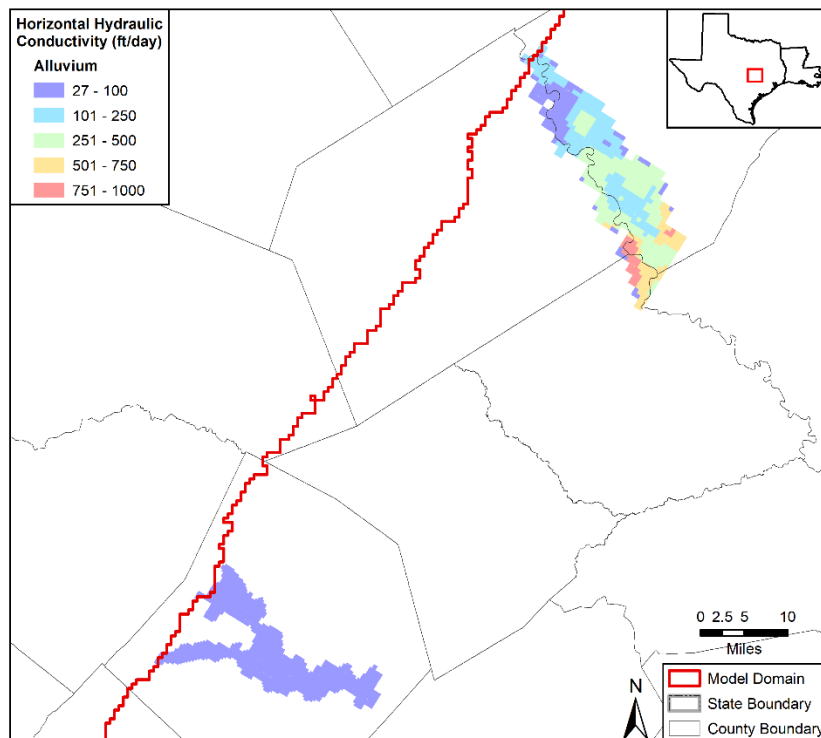 Horizontal Hydraulic
Conductivity (ft/day)
Alluvium
27 - 100
101 - 250
251 - 500
501 - 750
751 - 1000
0 2.5 5 10
Miles
N
Model Domain
State Boundary
County Boundary